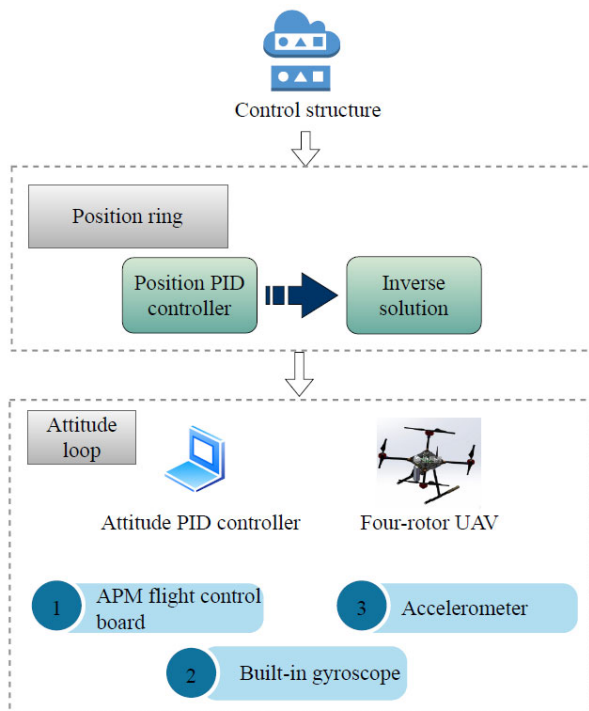 Control structure
Position ring
Position PID
controller
Inverse
solution
Attitude
loop
Attitude PID controller
Four-rotor UAV
1
APM flight control
board
3
Accelerometer
2
Built-in gyroscope